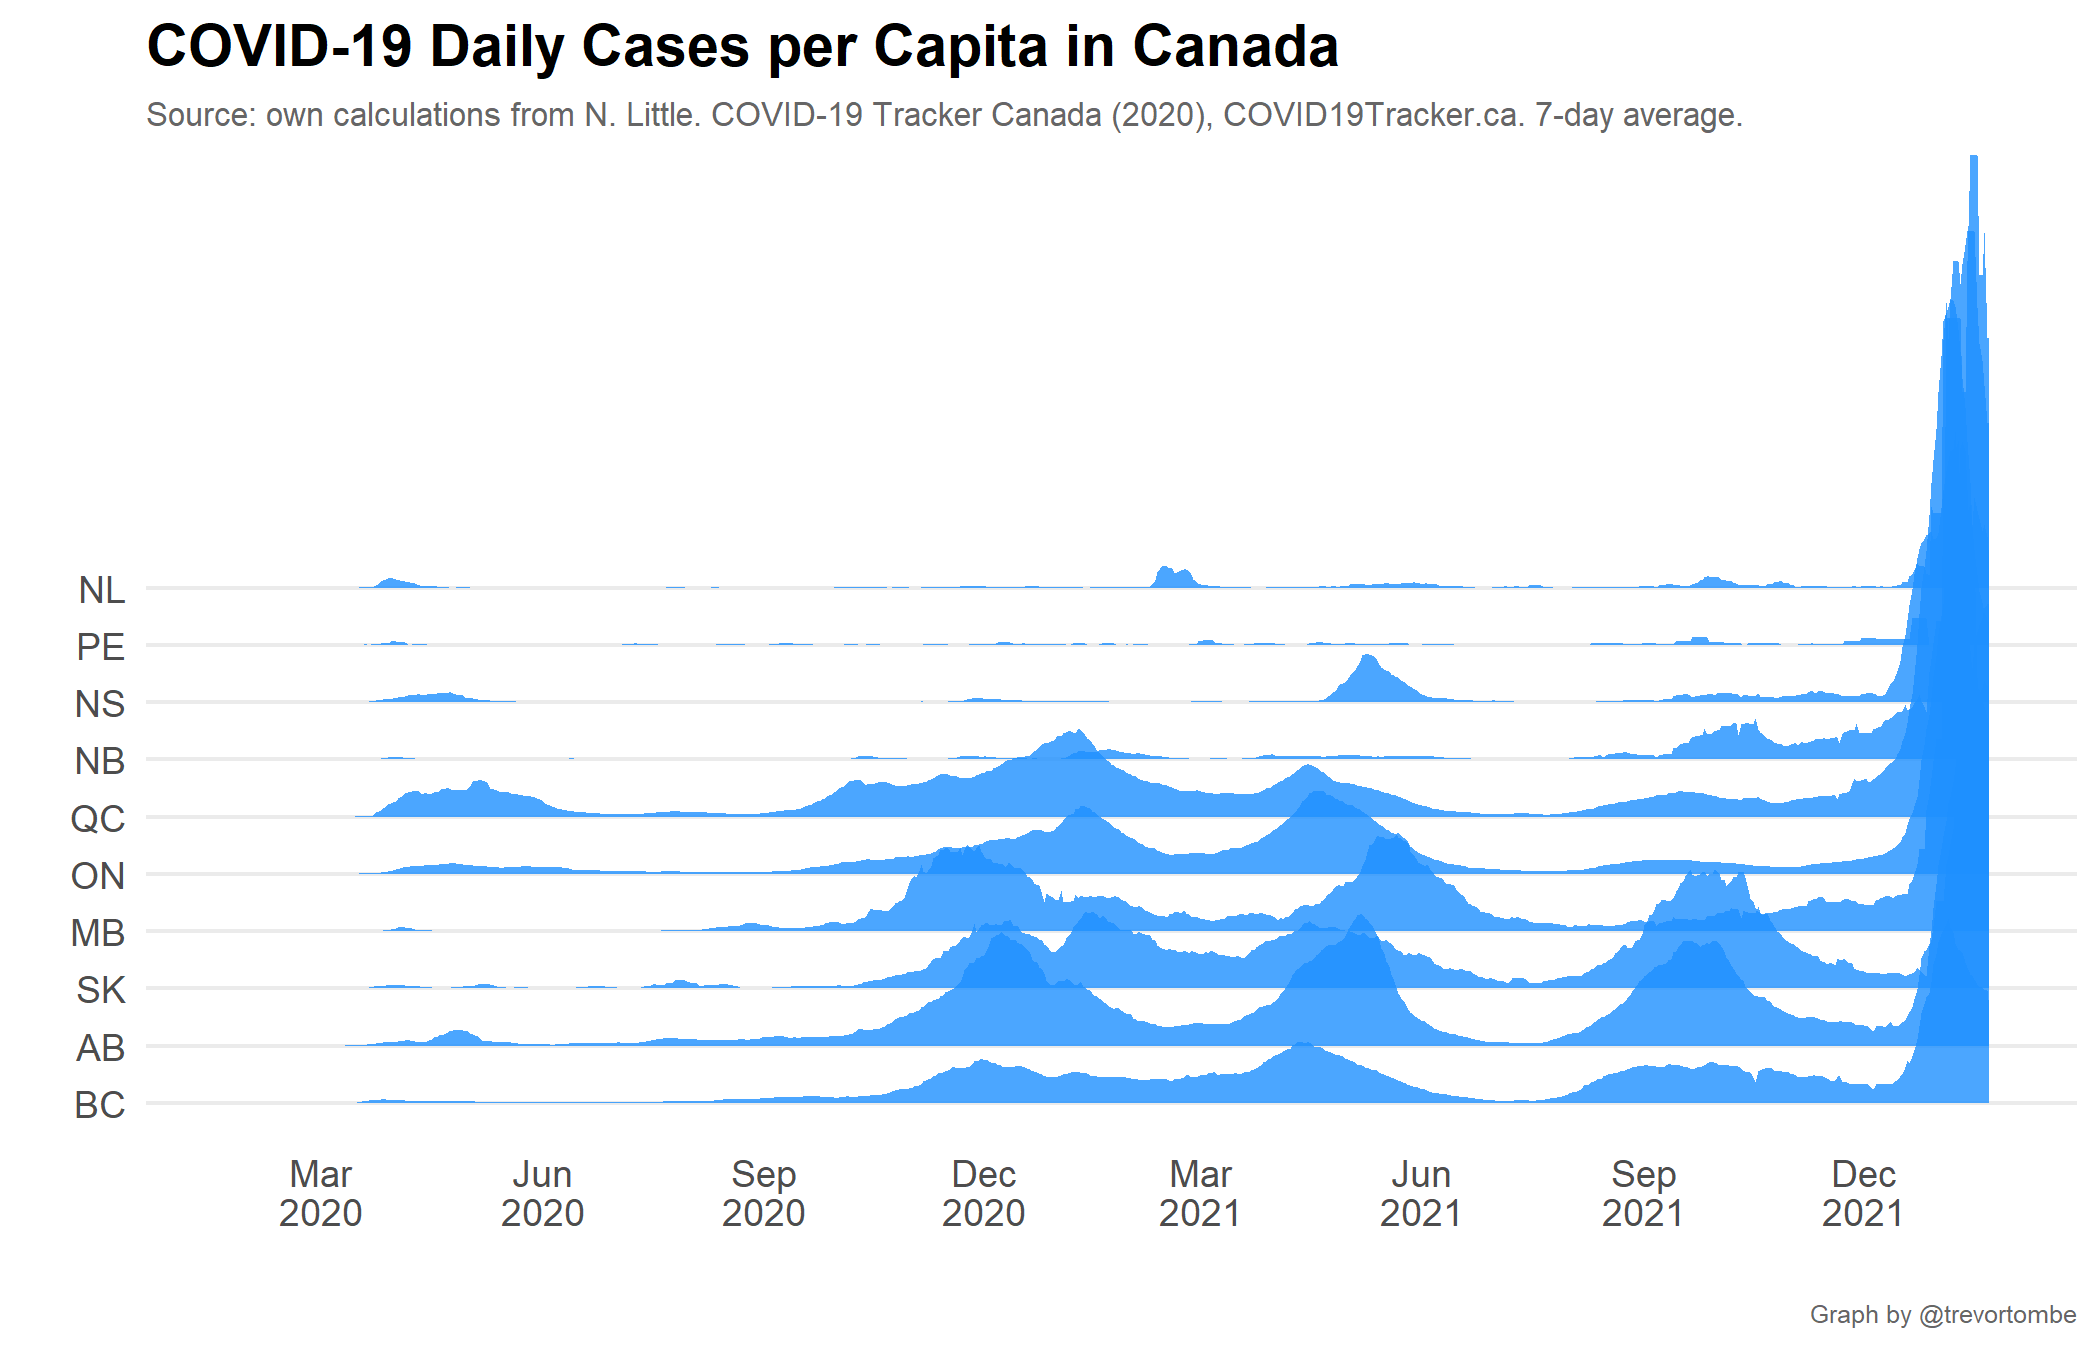 COVID-19 Daily Cases per Capita in Canada
Source: own calculations from N. Little. COVID-19 Tracker Canada (2020), COVID19Tracker.ca. 7-day average.
NL
PE
NS
NB
QC
ON
MB
SK
AB
BC
Mar
2020
Jun
2020
Sep
2020
Dec
2020
Mar
2021
Jun
2021
Sep
2021
Dec
2021
Graph by @trevortombe